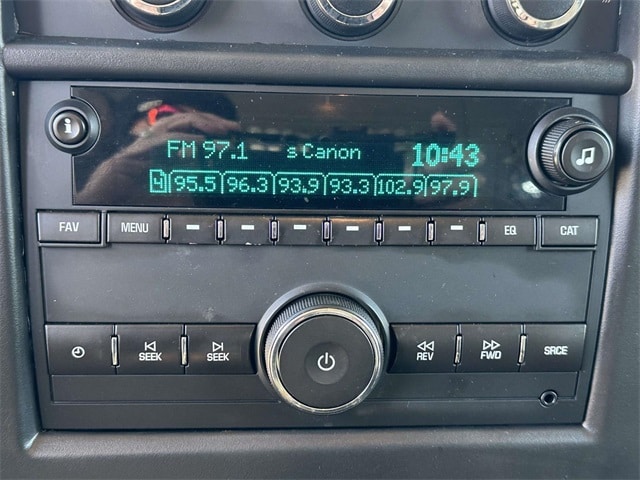 FM 97.1 s Canon 10:43
4 95.5 96.3 93.9 93.3 102.9 97.9
FAV MENU EQ CAT
SEEK SEEK REV FWD SRCE